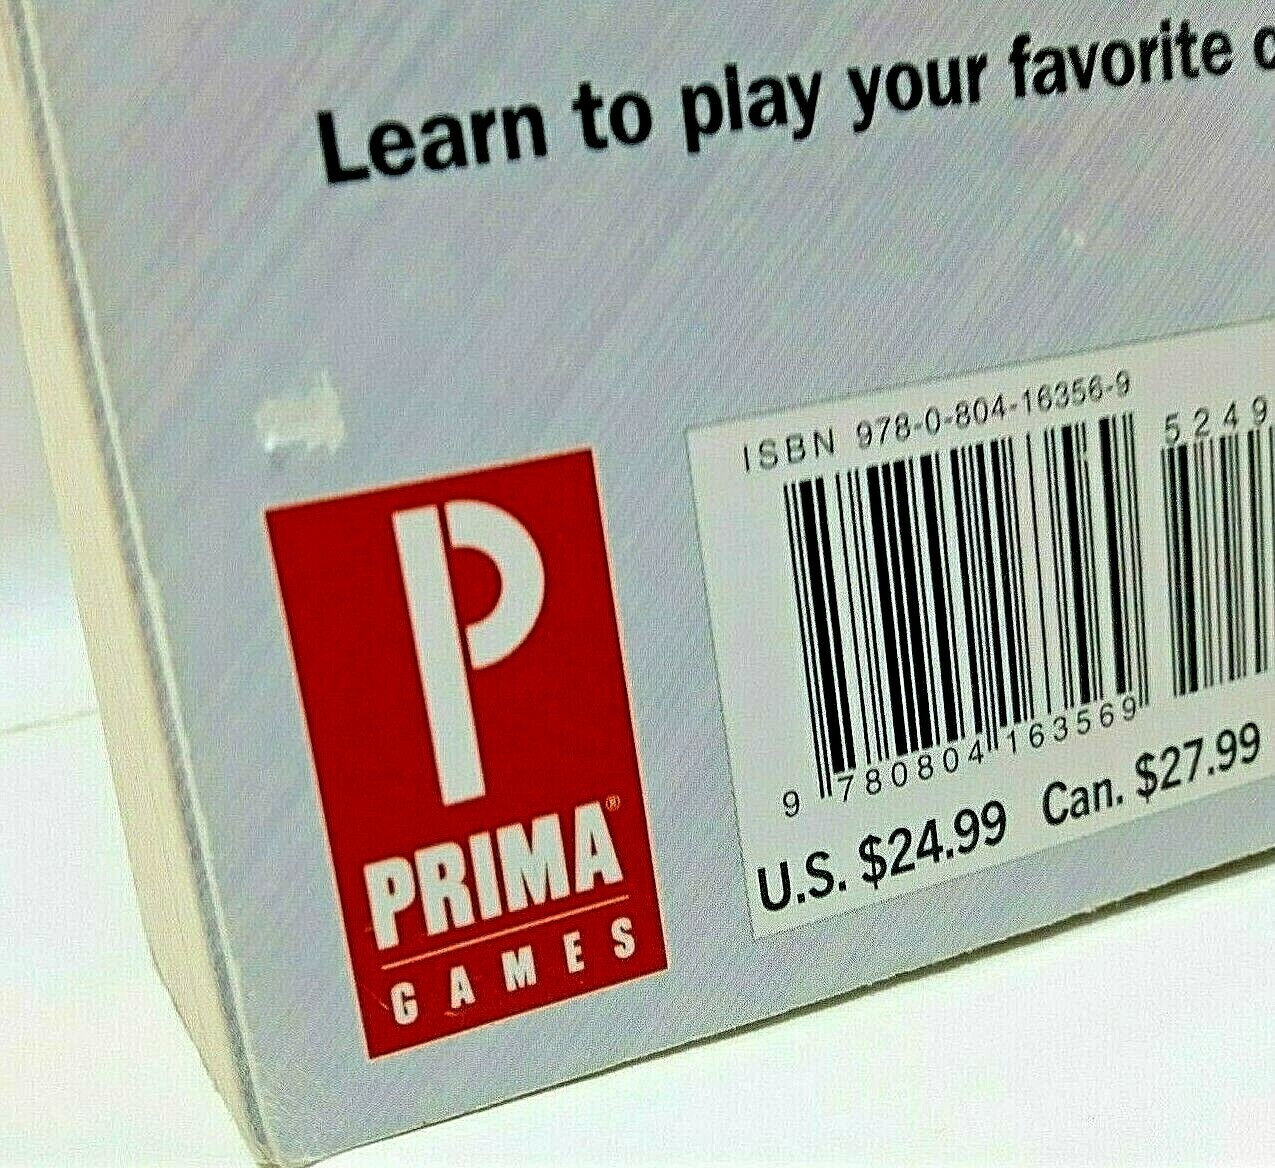 Learn to play your favorite
ISBN 978-0-804-16356-9
5249
9 780804 163569
U.S. $24.99 Can. $27.99
P
PRIMA®
GAMES